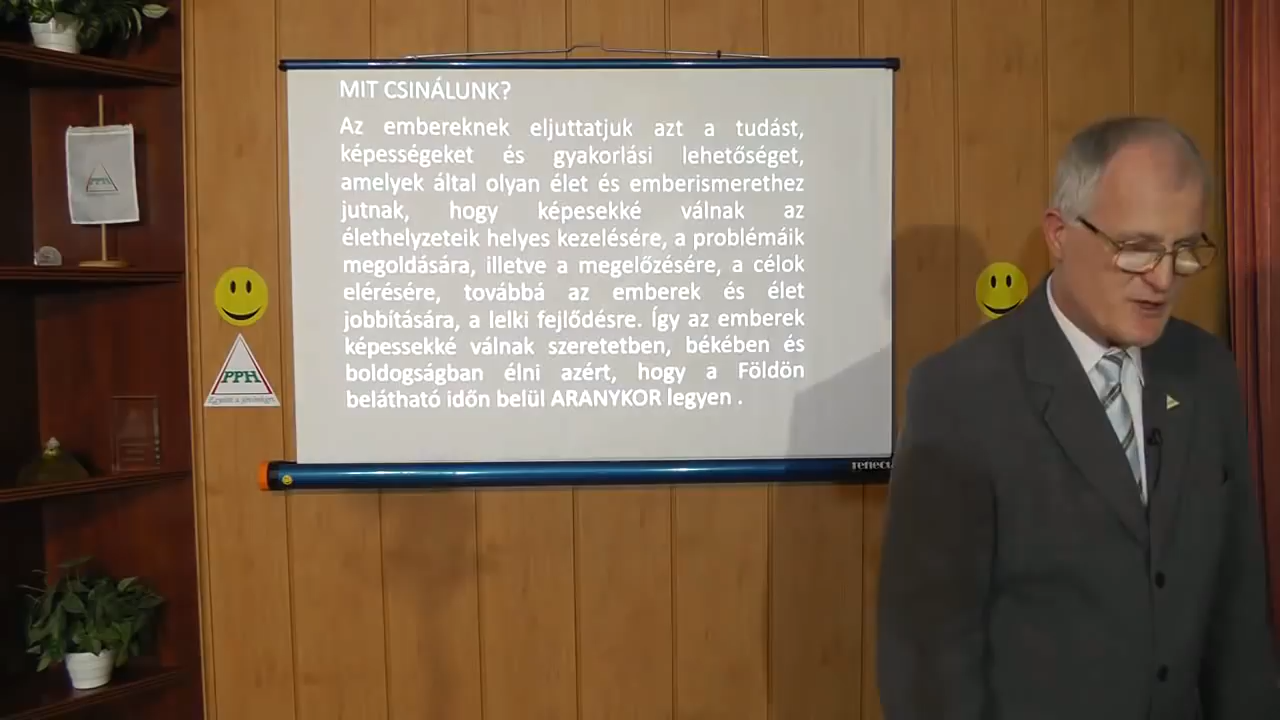 MIT CSINÁLUNK?
Az embereknek eljuttatjuk azt a tudást,
képességeket és gyakorlási lehetőséget,
amelyek által olyan élet és emberismerethez
jutnak, hogy képesekké válnak az
élethelyzeteik helyes kezelésére, a problémáik
megoldására, illetve a megelőzésére, a célok
elérésére, továbbá az emberek és élet
jobbítására, a lelki fejlődésre. Így az emberek
képessekké válnak szeretetben, békében és
boldogságban élni azért, hogy a Földön
belátható időn belül ARANYKOR legyen .
PPH
PPH
Együtt a jövőnkért